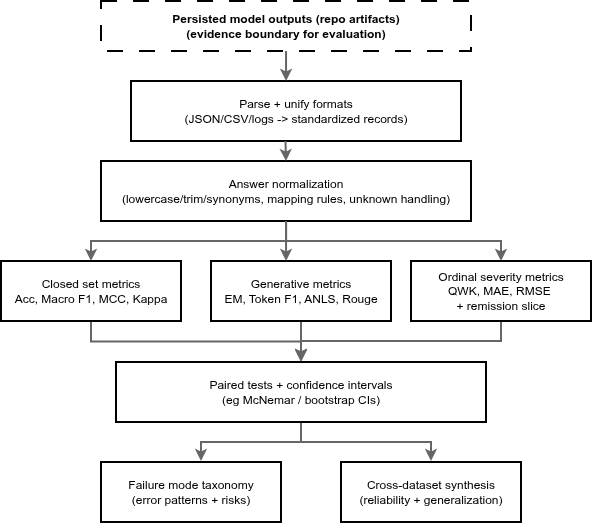 Persisted model outputs (repo artifacts)
(evidence boundary for evaluation)
Parse + unify formats
(JSON/CSV/logs -> standardized records)
Answer normalization
(lowercase/trim/synonyms, mapping rules, unknown handling)
Closed set metrics
Acc, Macro F1, MCC, Kappa
Generative metrics
EM, Token F1, ANLS, Rouge
Ordinal severity metrics
QWK, MAE, RMSE
+ remission slice
Paired tests + confidence intervals
(eg McNemar / bootstrap CIs)
Failure mode taxonomy
(error patterns + risks)
Cross-dataset synthesis
(reliability + generalization)